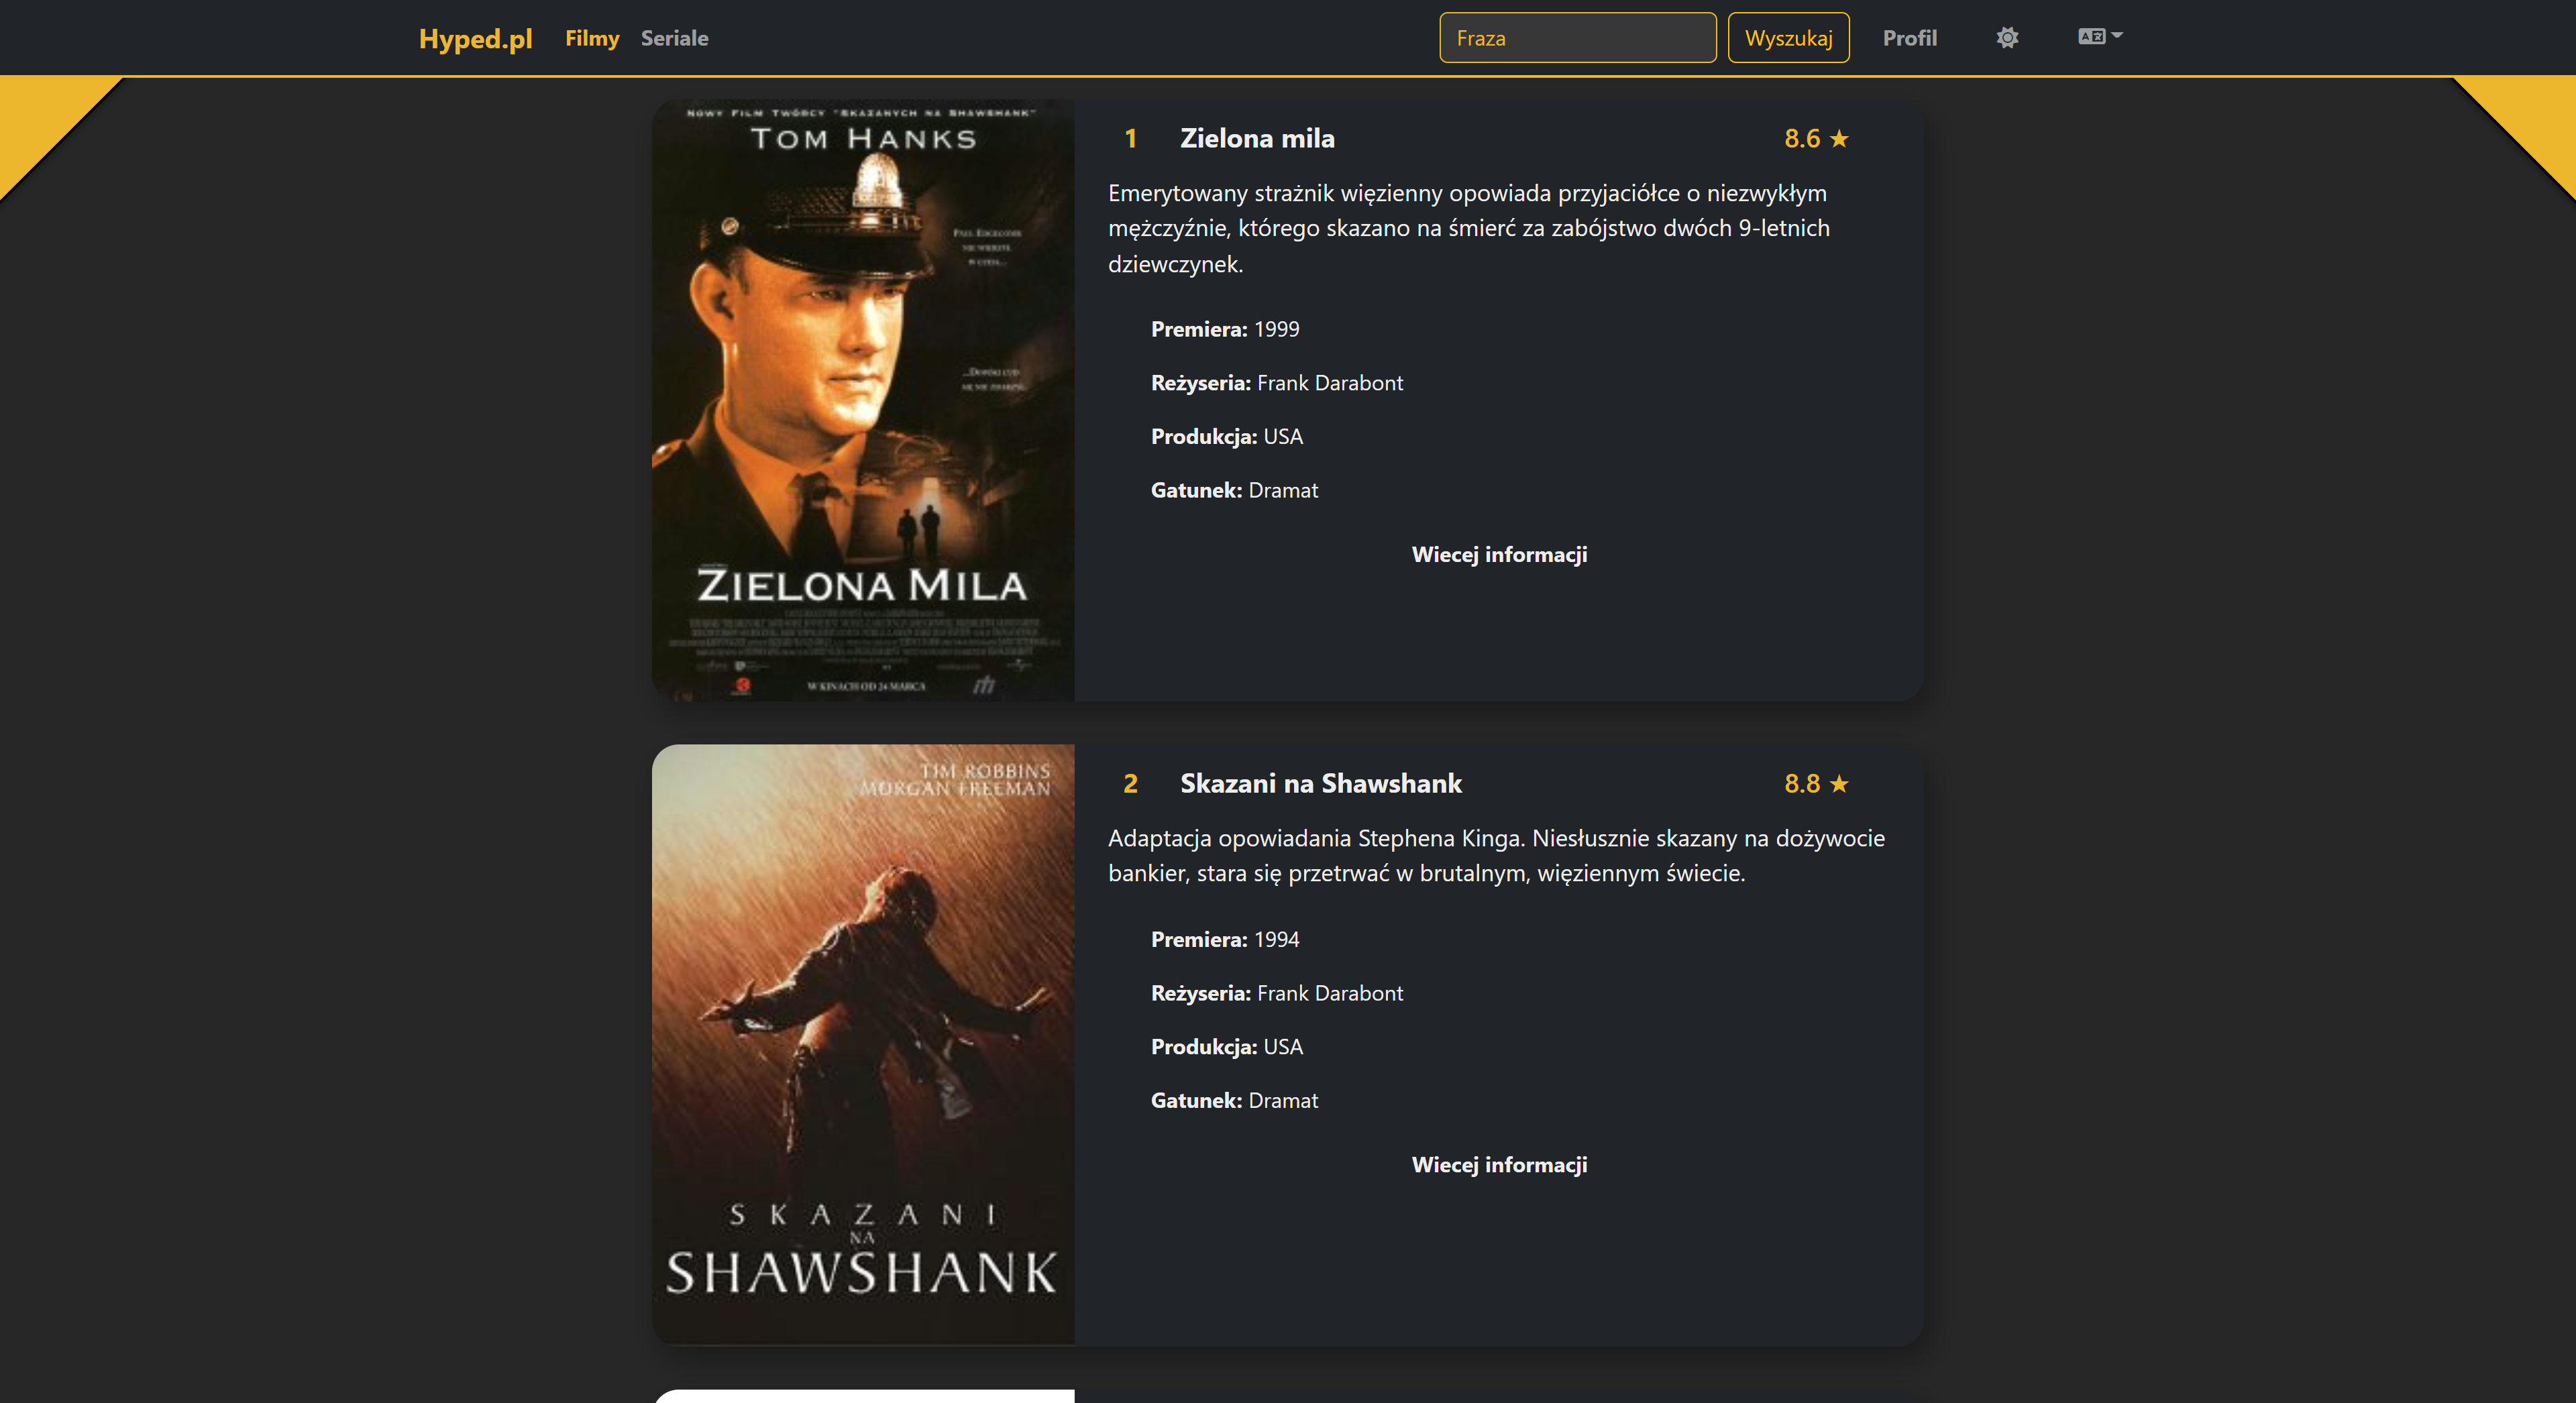 Hyped.pl Filmy Seriale Fraza Wyszukaj Profil
NOWY FILM TWÓRCY "SKAZANYCH NA SHAWSHANK"
TOM HANKS
ZIELONA MILA
W KINACH OD 24 MARCA
1 Zielona mila 8.6 ★
Emerytowany strażnik więzienny opowiada przyjaciółce o niezwykłym
mężczyźnie, którego skazano na śmierć za zabójstwo dwóch 9-letnich
dziewczynek.
Premiera: 1999
Reżyseria: Frank Darabont
Produkcja: USA
Gatunek: Dramat
Wiecej informacji
TIM ROBBINS
MORGAN FREEMAN
SKAZANI
NA
SHAWSHANK
2 Skazani na Shawshank 8.8 ★
Adaptacja opowiadania Stephena Kinga. Niesłusznie skazany na dożywocie
bankier, stara się przetrwać w brutalnym, więziennym świecie.
Premiera: 1994
Reżyseria: Frank Darabont
Produkcja: USA
Gatunek: Dramat
Wiecej informacji